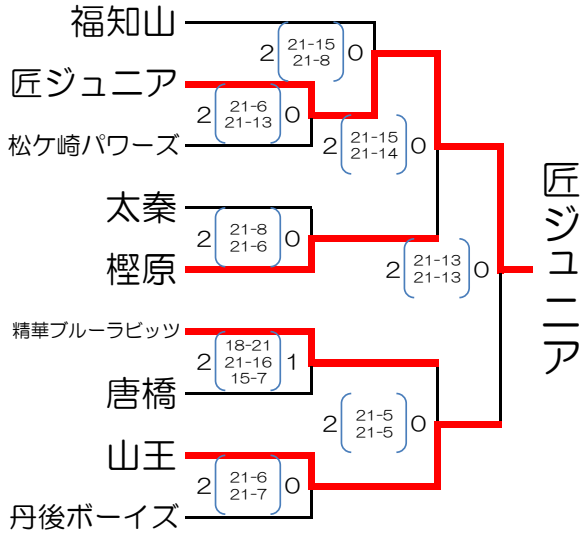 福知山
2 21-15 0
21-8
匠ジュニア
2 21-6 0
21-13
松ケ崎パワーズ
2 21-15 0
21-14
太秦
2 21-8 0
21-6
樫原
2 21-13 0
21-13
匠ジュニア
精華ブルーラビッツ
18-21
2 21-16 1
15-7
唐橋
2 21-5 0
21-5
山王
2 21-6 0
21-7
丹後ボーイズ